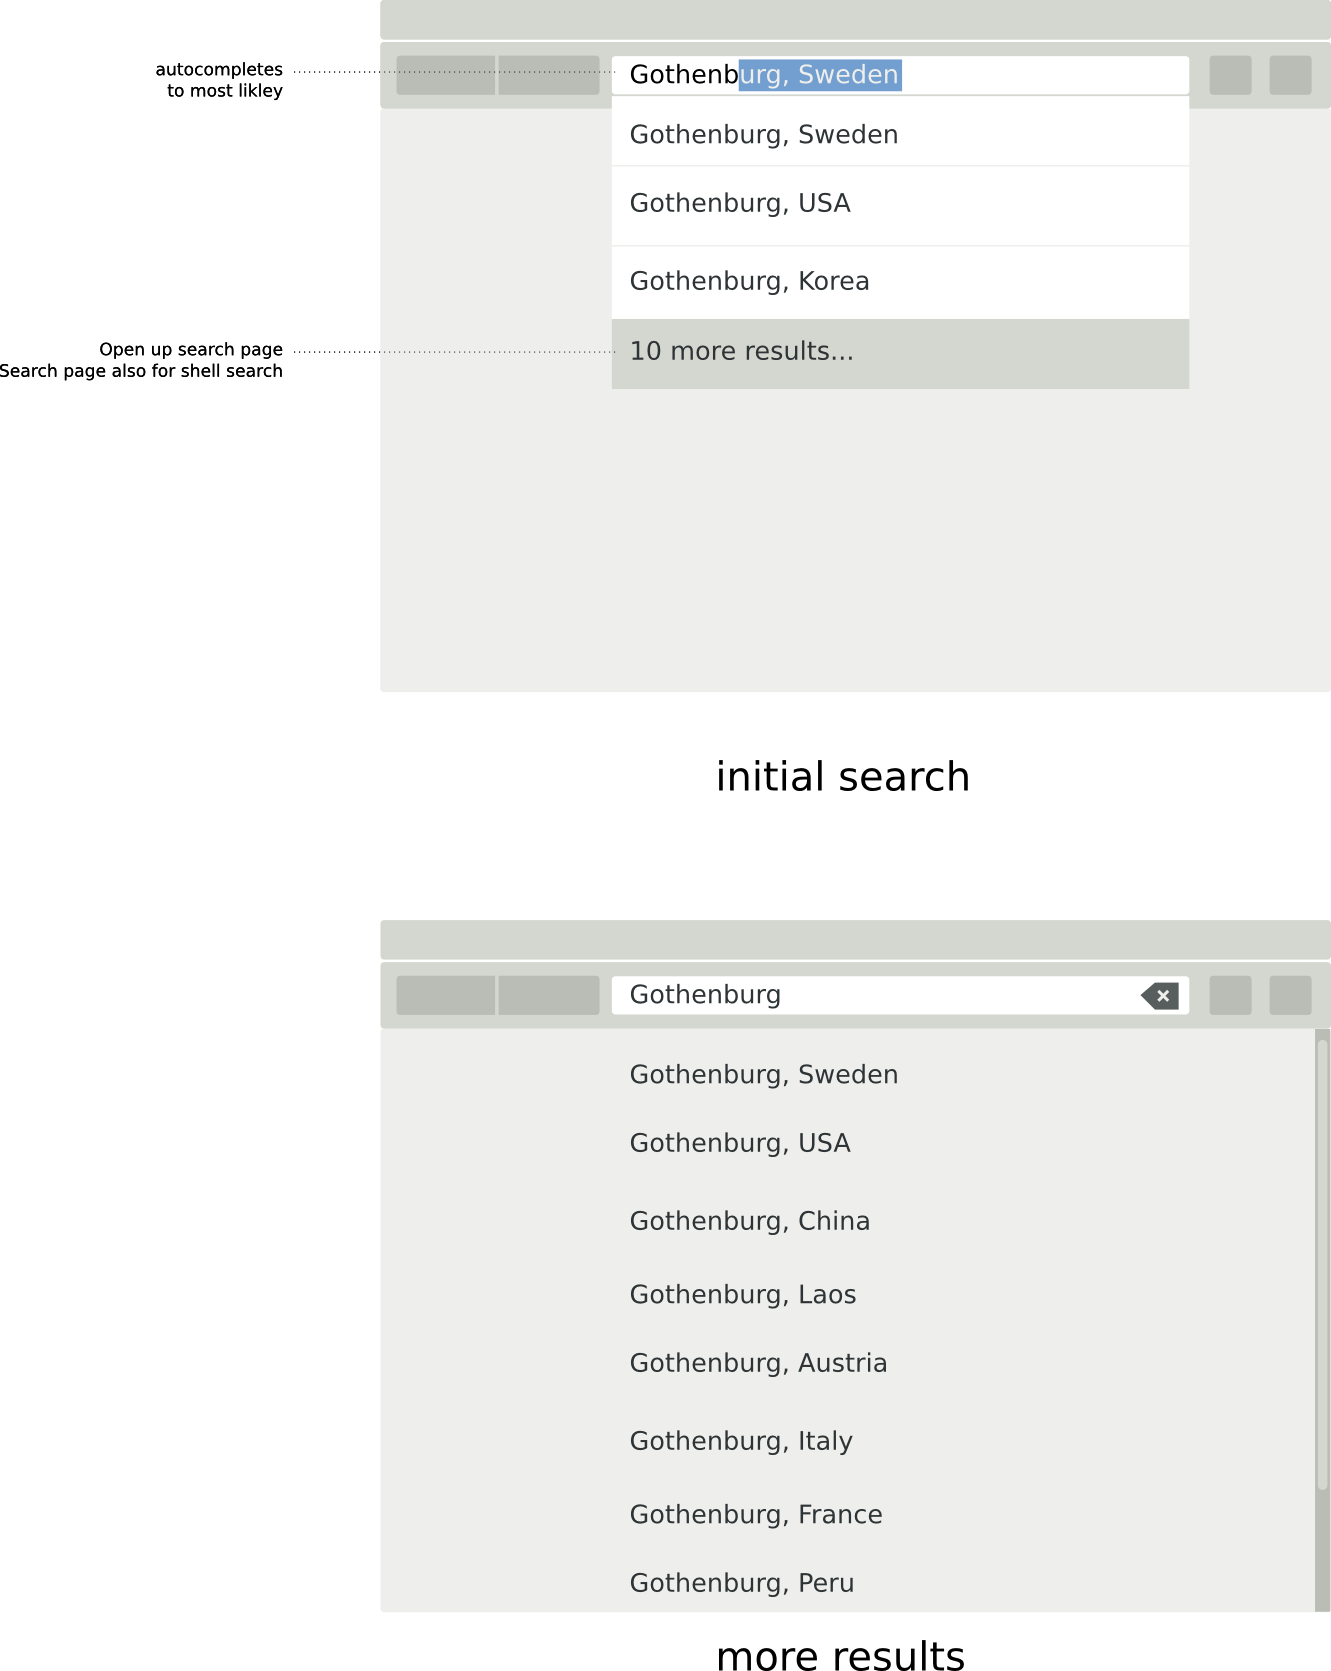 autocompletes
to most likley
Gothenburg, Sweden
Gothenburg, Sweden
Gothenburg, USA
Gothenburg, Korea
Open up search page
Search page also for shell search
10 more results...
initial search
Gothenburg
Gothenburg, Sweden
Gothenburg, USA
Gothenburg, China
Gothenburg, Laos
Gothenburg, Austria
Gothenburg, Italy
Gothenburg, France
Gothenburg, Peru
more results